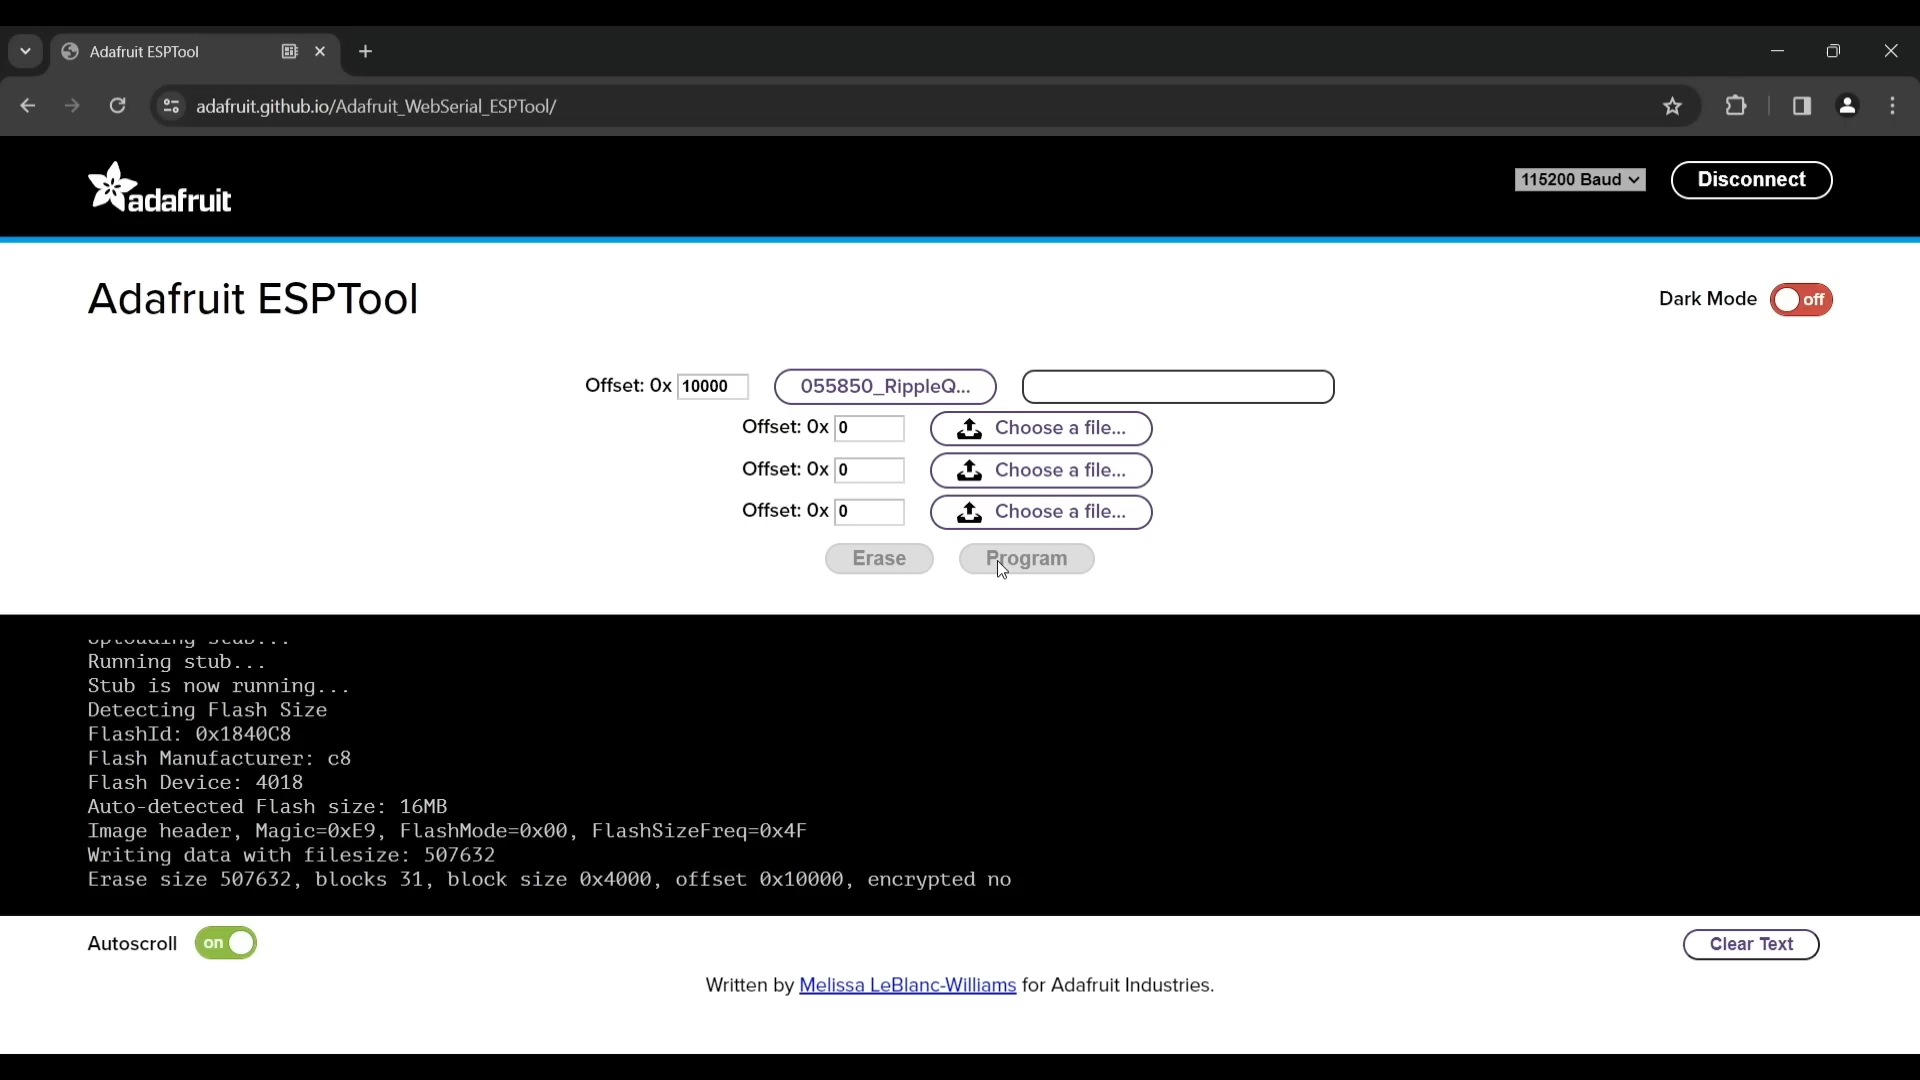 Adafruit ESPTool
adafruit.github.io/Adafruit_WebSerial_ESPTool/
adafruit
115200 Baud
Disconnect
Adafruit ESPTool
Dark Mode off
Offset: 0x 10000 055850_RippleQ...
Offset: 0x 0 Choose a file...
Offset: 0x 0 Choose a file...
Offset: 0x 0 Choose a file...
Erase Program
Uploading stub...
Running stub...
Stub is now running...
Detecting Flash Size
FlashId: 0x1840C8
Flash Manufacturer: c8
Flash Device: 4018
Auto-detected Flash size: 16MB
Image header, Magic=0xE9, FlashMode=0x00, FlashSizeFreq=0x4F
Writing data with filesize: 507632
Erase size 507632, blocks 31, block size 0x4000, offset 0x10000, encrypted no
Autoscroll on
Clear Text
Written by Melissa LeBlanc-Williams for Adafruit Industries.